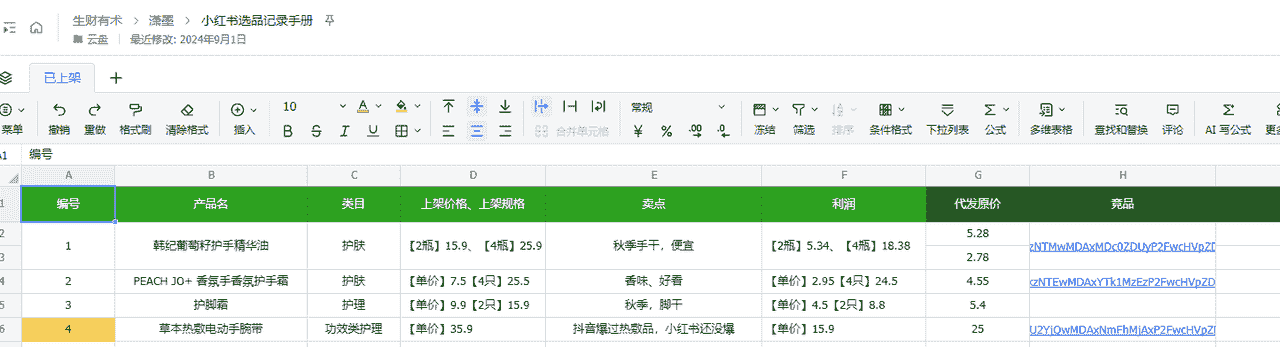 生财有术 > 潇墨 > 小红书选品记录手册
云盘 最近修改: 2024年9月1日
已上架 +
10 常规
菜单 撤销 重做 格式刷 清除格式 插入 B S I U 合并单元格 ¥ % .00 .0 冻结 筛选 排序 条件格式 下拉列表 公式 多维表格 查找和替换 评论 AI 写公式 更多
A1 编号
A B C D E F G H
1 编号 产品名 类目 上架价格、上架规格 卖点 利润 代发原价 竞品
2 5.28
1 韩纪葡萄籽护手精华油 护肤 【2瓶】15.9、【4瓶】25.9 秋季手干，便宜 【2瓶】5.34、【4瓶】18.38
3 2.78
4 2 PEACH JO+ 香氛手香氛护手霜 护肤 【单价】7.5【4只】25.5 香味、好看 【单价】2.95【4只】24.5 4.55
5 3 护脚霜 护理 【单价】9.9【2只】15.9 秋季，脚干 【单价】4.5【2只】8.8 5.4
6 4 草本热敷电动手腕带 功效类护理 【单价】35.9 抖音爆过热敷品，小红书还没爆 【单价】15.9 25